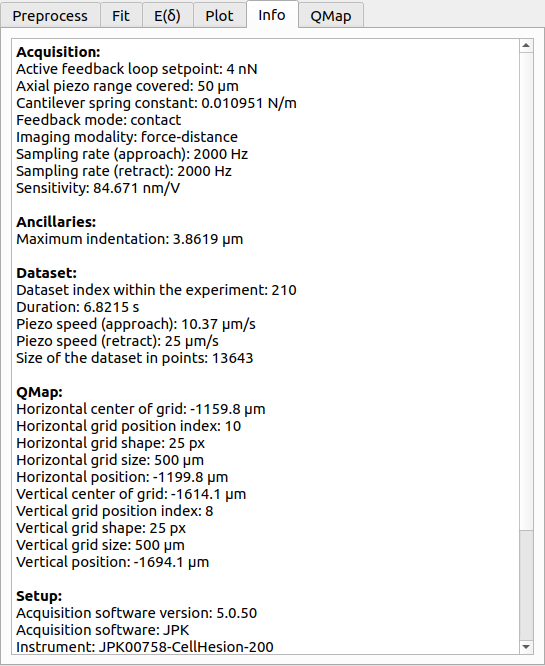 Preprocess Fit E(δ) Plot Info QMap
Acquisition:
Active feedback loop setpoint: 4 nN
Axial piezo range covered: 50 µm
Cantilever spring constant: 0.010951 N/m
Feedback mode: contact
Imaging modality: force-distance
Sampling rate (approach): 2000 Hz
Sampling rate (retract): 2000 Hz
Sensitivity: 84.671 nm/V
Ancillaries:
Maximum indentation: 3.8619 µm
Dataset:
Dataset index within the experiment: 210
Duration: 6.8215 s
Piezo speed (approach): 10.37 µm/s
Piezo speed (retract): 25 µm/s
Size of the dataset in points: 13643
QMap:
Horizontal center of grid: -1159.8 µm
Horizontal grid position index: 10
Horizontal grid shape: 25 px
Horizontal grid size: 500 µm
Horizontal position: -1199.8 µm
Vertical center of grid: -1614.1 µm
Vertical grid position index: 8
Vertical grid shape: 25 px
Vertical grid size: 500 µm
Vertical position: -1694.1 µm
Setup:
Acquisition software version: 5.0.50
Acquisition software: JPK
Instrument: JPK00758-CellHesion-200